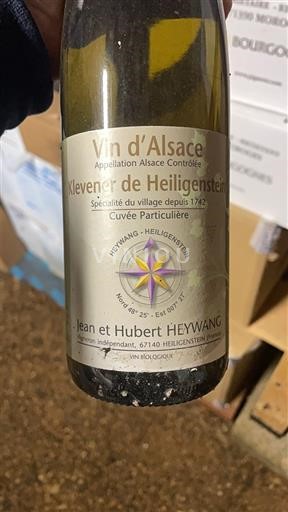 Vin d'Alsace
Appellation Alsace Contrôlée
Klevener de Heiligenstein
Spécialité du village depuis 1742
Cuvée Particulière
HEYWANG - HEILIGENSTEIN
Nord 48° 25' - Est 007° 27'
Jean et Hubert HEYWANG
Vigneron indépendant, 67140 HEILIGENSTEIN (France)
VIN BIOLOGIQUE
BOURGOG